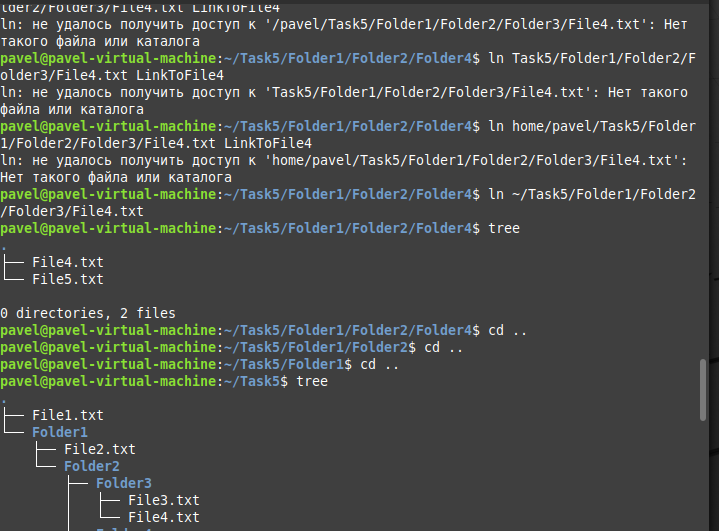 lder2/Folder3/File4.txt LinkToFile4
ln: не удалось получить доступ к '/pavel/Task5/Folder1/Folder2/Folder3/File4.txt': Нет
такого файла или каталога
pavel@pavel-virtual-machine:~/Task5/Folder1/Folder2/Folder4$ ln Task5/Folder1/Folder2/F
older3/File4.txt LinkToFile4
ln: не удалось получить доступ к 'Task5/Folder1/Folder2/Folder3/File4.txt': Нет такого
файла или каталога
pavel@pavel-virtual-machine:~/Task5/Folder1/Folder2/Folder4$ ln home/pavel/Task5/Folder
1/Folder2/Folder3/File4.txt LinkToFile4
ln: не удалось получить доступ к 'home/pavel/Task5/Folder1/Folder2/Folder3/File4.txt':
Нет такого файла или каталога
pavel@pavel-virtual-machine:~/Task5/Folder1/Folder2/Folder4$ ln ~/Task5/Folder1/Folder2
/Folder3/File4.txt
pavel@pavel-virtual-machine:~/Task5/Folder1/Folder2/Folder4$ tree
.
├── File4.txt
└── File5.txt
0 directories, 2 files
pavel@pavel-virtual-machine:~/Task5/Folder1/Folder2/Folder4$ cd ..
pavel@pavel-virtual-machine:~/Task5/Folder1/Folder2$ cd ..
pavel@pavel-virtual-machine:~/Task5/Folder1$ cd ..
pavel@pavel-virtual-machine:~/Task5$ tree
.
├── File1.txt
└── Folder1
    ├── File2.txt
    └── Folder2
        ├── Folder3
        │   ├── File3.txt
        │   └── File4.txt